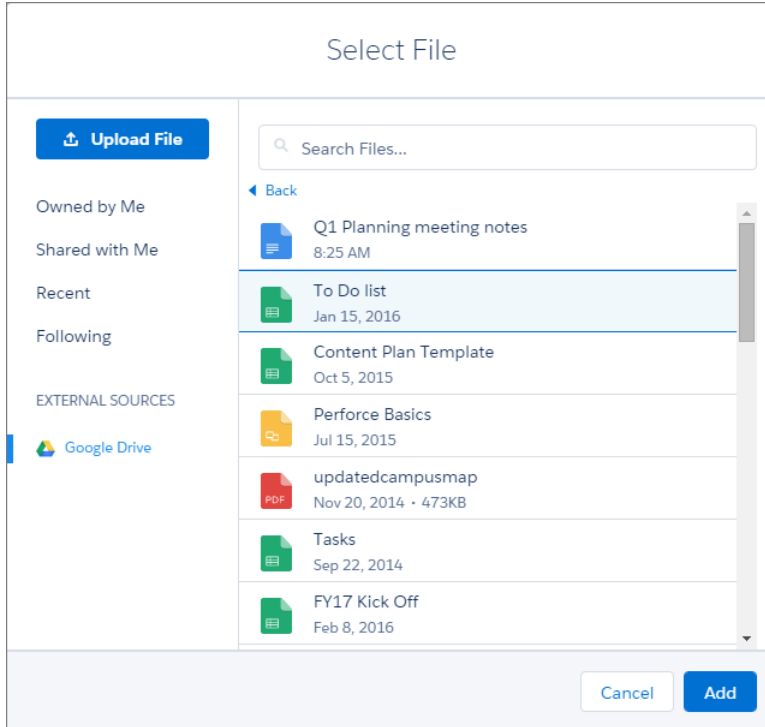 Select File
Upload File
Owned by Me
Shared with Me
Recent
Following
EXTERNAL SOURCES
Google Drive
Search Files...
Back
Q1 Planning meeting notes
8:25 AM
To Do list
Jan 15, 2016
Content Plan Template
Oct 5, 2015
Perforce Basics
Jul 15, 2015
PDF
updatedcampusmap
Nov 20, 2014 • 473KB
Tasks
Sep 22, 2014
FY17 Kick Off
Feb 8, 2016
Cancel
Add